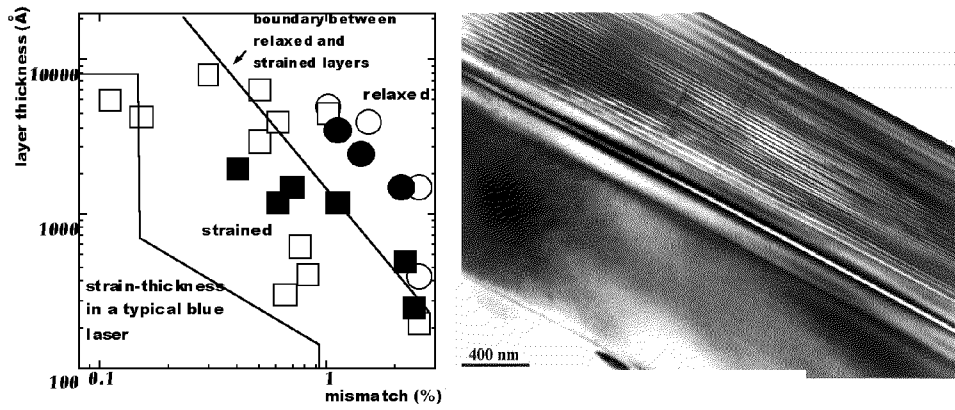 boundary between
relaxed and
strained layers
relaxed
strained
strain-thickness
in a typical blue
laser
layer thickness (Å)
10000
1000
100
0.1
1
mismatch (%)
400 nm